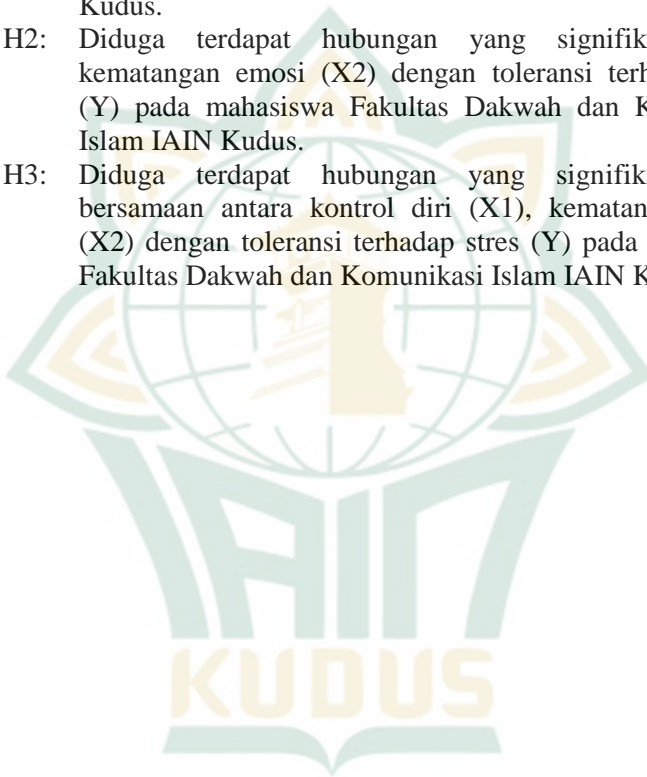 Kudus.
H2: Diduga terdapat hubungan yang signifik
kematangan emosi (X2) dengan toleransi terh
(Y) pada mahasiswa Fakultas Dakwah dan K
Islam IAIN Kudus.
H3: Diduga terdapat hubungan yang signifik
bersamaan antara kontrol diri (X1), kematan
(X2) dengan toleransi terhadap stres (Y) pada
Fakultas Dakwah dan Komunikasi Islam IAIN K
IAIN
KUDUS